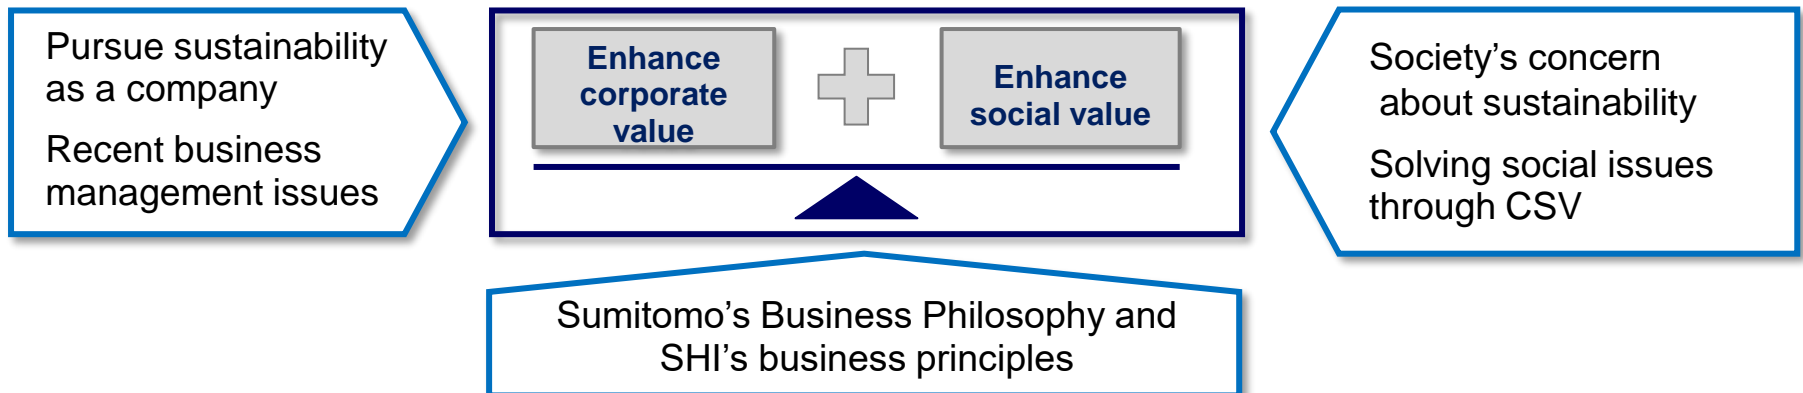 Pursue sustainability
as a company
Recent business
management issues
Enhance
corporate
value
Enhance
social value
Society’s concern
about sustainability
Solving social issues
through CSV
Sumitomo’s Business Philosophy and
SHI’s business principles